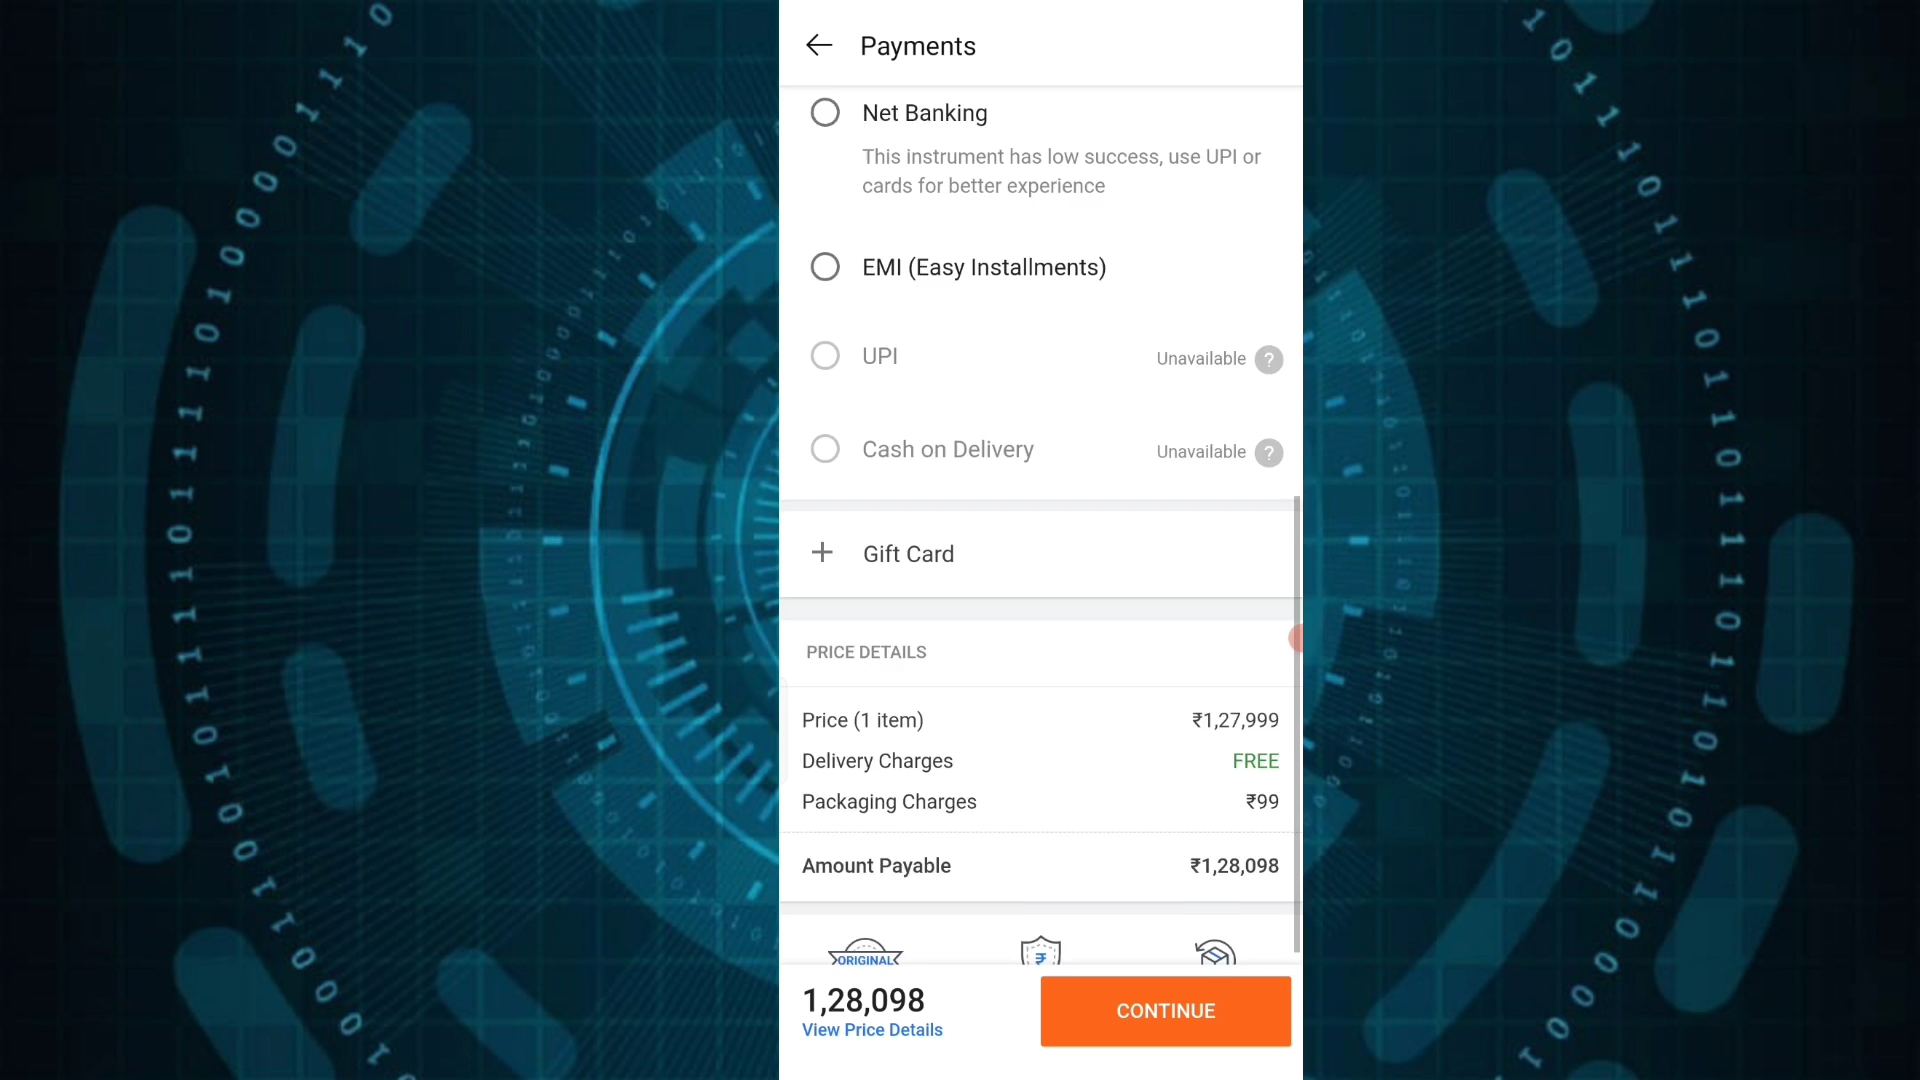 Payments
Net Banking
This instrument has low success, use UPI or
cards for better experience
EMI (Easy Installments)
UPI Unavailable ?
Cash on Delivery Unavailable ?
+ Gift Card
PRICE DETAILS
Price (1 item) ₹1,27,999
Delivery Charges FREE
Packaging Charges ₹99
Amount Payable ₹1,28,098
ORIGINAL ₹
1,28,098
View Price Details
CONTINUE